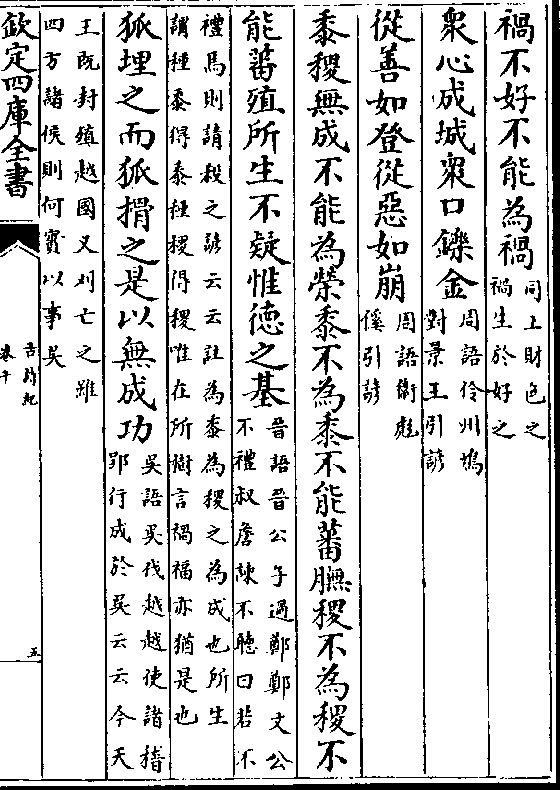 禍不好不能為禍同上財色之禍生於好之
衆心成城衆口鑠金周語伶州鳩對景王引諺
從善如登從惡如崩周語衛彪傒引諺
黍稷無成不能為榮黍不為黍不能蕃膴稷不為稷不
能蕃殖所生不疑惟德之基晉語晉公子過鄭鄭文公不禮叔詹諫不聽曰若不
禮焉則請殺之諺云云註為黍為稷之為成也所生謂種黍得黍種稷得稷唯在所樹言禍福亦猶是也
狐埋之而狐搰之是以無成功吳語吳伐越越使諸稽郢行成於吳云云今天
王既封殖越國又刈亡之雖四方諸侯則何實以事吳
欽定四庫全書
古詩紀
卷十
五